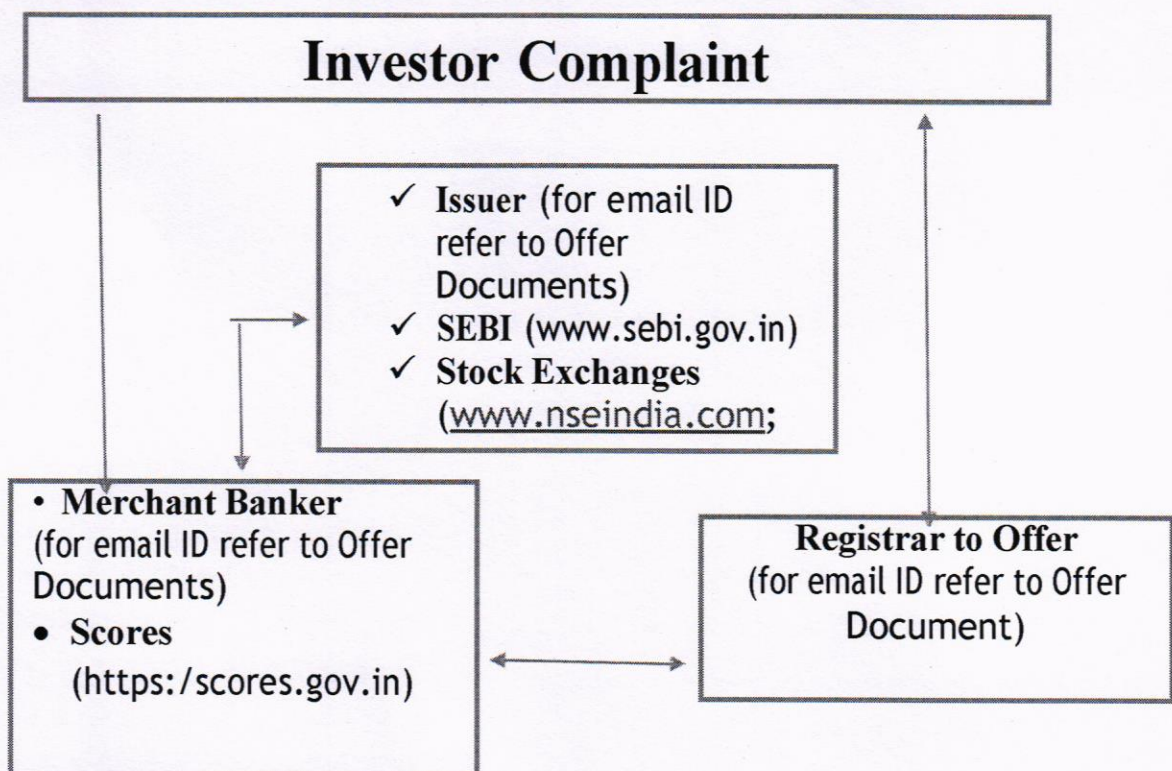 Investor Complaint
✓ Issuer (for email ID
refer to Offer
Documents)
✓ SEBI (www.sebi.gov.in)
✓ Stock Exchanges
(www.nseindia.com;
• Merchant Banker
(for email ID refer to Offer
Documents)
• Scores
(https:/scores.gov.in)
Registrar to Offer
(for email ID refer to Offer
Document)